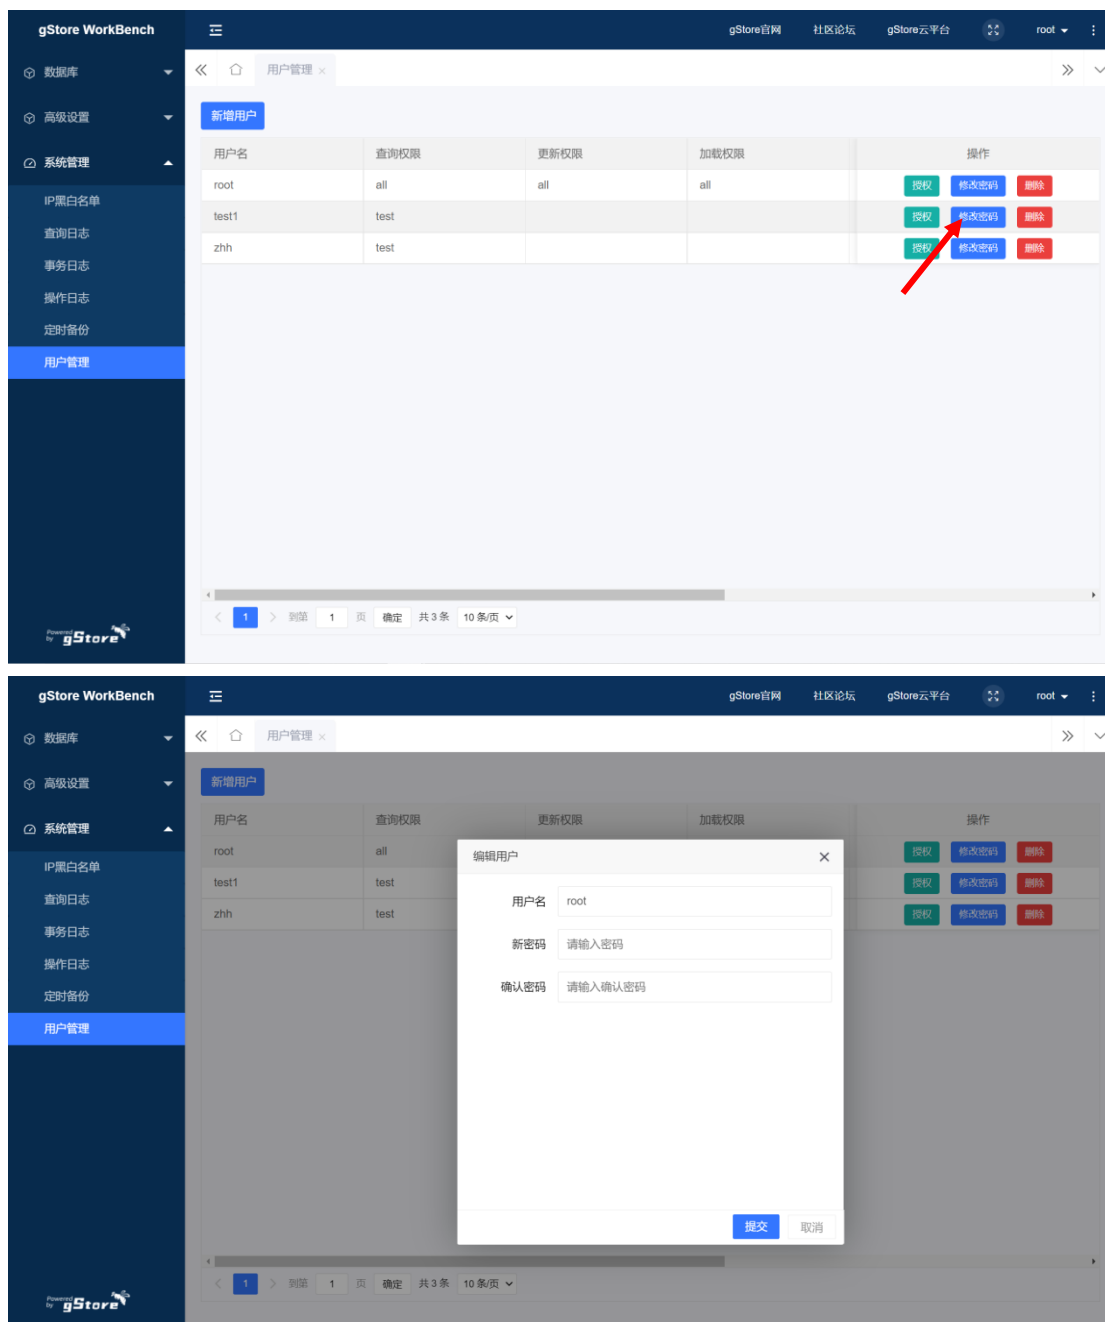 gStore WorkBench
gStore官网 社区论坛 gStore云平台 root
数据库
用户管理
高级设置
新增用户
系统管理
用户名 查询权限 更新权限 加载权限 操作
root all all all 授权 修改密码 删除
IP黑白名单
test1 test 授权 修改密码 删除
查询日志
zhh test 授权 修改密码 删除
事务日志
操作日志
定时备份
用户管理
1 到第 1 页 确定 共 3 条 10 条/页
Powered by gStore
gStore WorkBench
gStore官网 社区论坛 gStore云平台 root
数据库
用户管理
高级设置
新增用户
系统管理
用户名 查询权限 更新权限 加载权限 操作
root all 授权 修改密码 删除
IP黑白名单
test1 test 授权 修改密码 删除
查询日志
zhh test 授权 修改密码 删除
事务日志
操作日志
定时备份
用户管理
编辑用户
用户名 root
新密码 请输入密码
确认密码 请输入确认密码
提交 取消
1 到第 1 页 确定 共 3 条 10 条/页
Powered by gStore